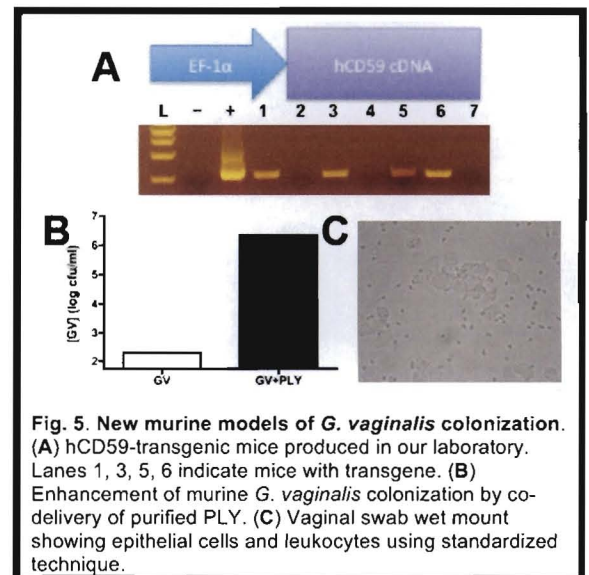 A
EF-1α
hCD59 cDNA
L - + 1 2 3 4 5 6 7
B
C
[GV] (log cfu/ml)
7
6
5
4
3
2
GV
GV+PLY
Fig. 5. New murine models of G. vaginalis colonization.
(A) hCD59-transgenic mice produced in our laboratory.
Lanes 1, 3, 5, 6 indicate mice with transgene. (B)
Enhancement of murine G. vaginalis colonization by co-
delivery of purified PLY. (C) Vaginal swab wet mount
showing epithelial cells and leukocytes using standardized
technique.